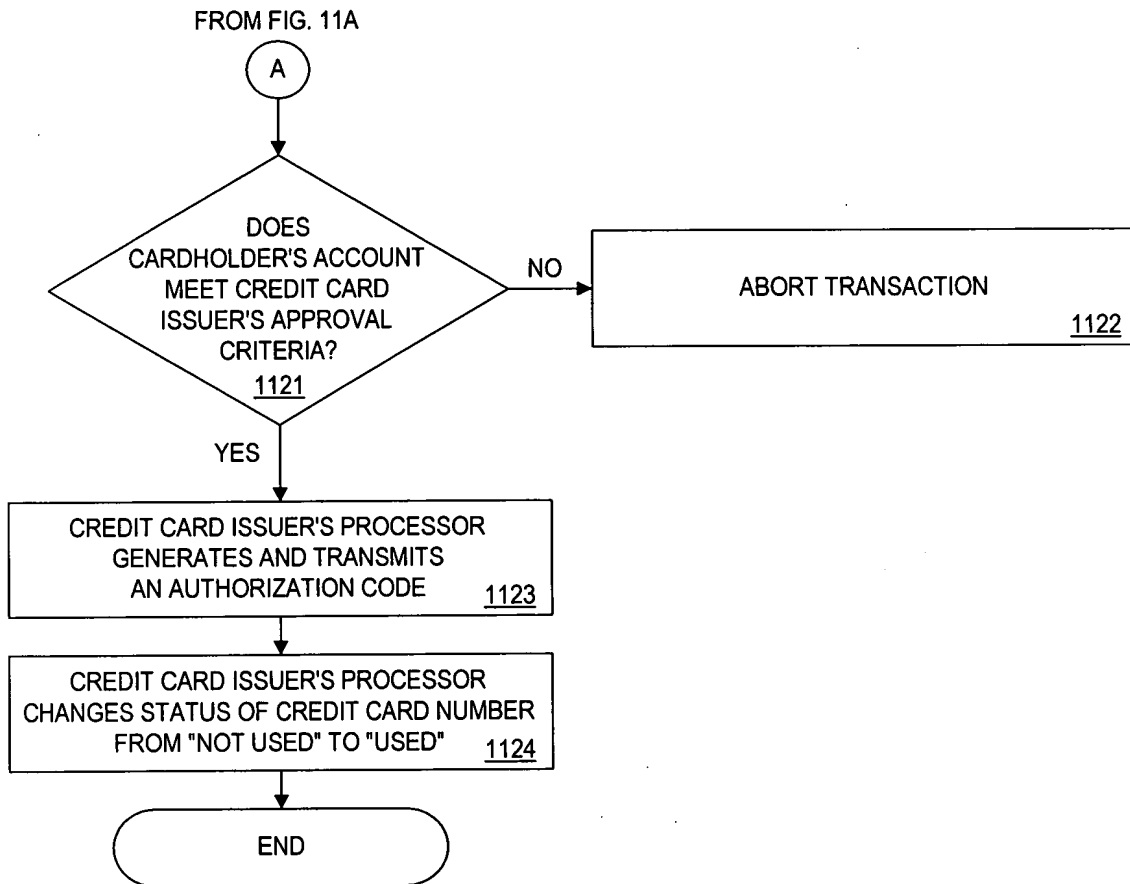 FROM FIG. 11A
A
DOES
CARDHOLDER'S ACCOUNT
MEET CREDIT CARD
ISSUER'S APPROVAL
CRITERIA?
1121
NO
ABORT TRANSACTION
1122
YES
CREDIT CARD ISSUER'S PROCESSOR
GENERATES AND TRANSMITS
AN AUTHORIZATION CODE
1123
CREDIT CARD ISSUER'S PROCESSOR
CHANGES STATUS OF CREDIT CARD NUMBER
FROM "NOT USED" TO "USED"
1124
END